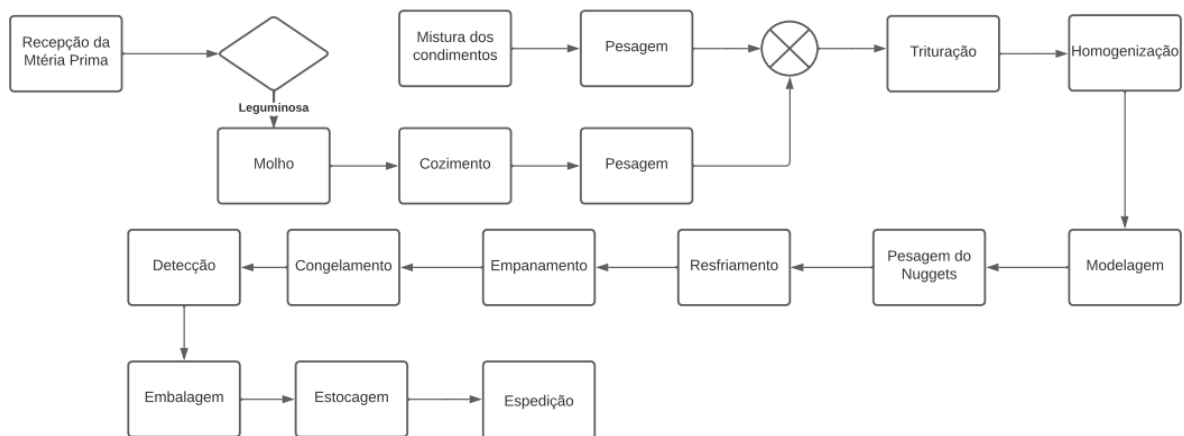 Recepção da
Mtéria Prima
Leguminosa
Molho
Cozimento
Pesagem
Mistura dos
condimentos
Pesagem
Trituração
Homogenização
Modelagem
Pesagem do
Nuggets
Resfriamento
Empanamento
Congelamento
Detecção
Embalagem
Estocagem
Espedição